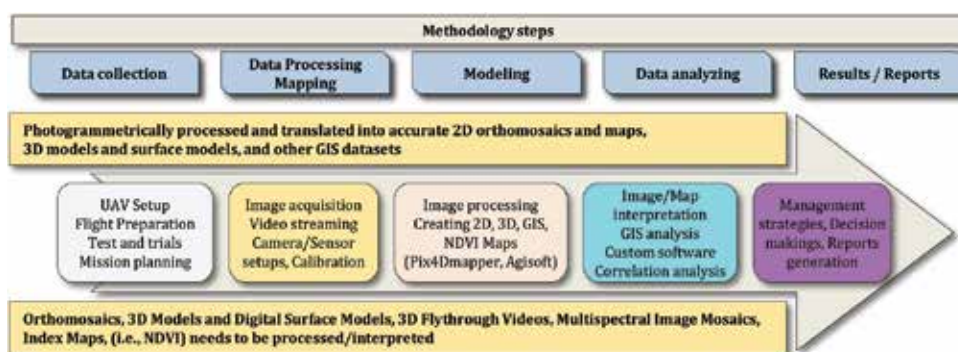 Methodology steps
Data collection
Data Processing
Mapping
Modeling
Data analyzing
Results / Reports
Photogrammetrically processed and translated into accurate 2D orthomosaics and maps,
3D models and surface models, and other GIS datasets
UAV Setup
Flight Preparation
Test and trials
Mission planning
Image acquisition
Video streaming
Camera/Sensor
setups, Calibration
Image processing
Creating 2D, 3D, GIS,
NDVI Maps
(Pix4Dmapper, Agisoft)
Image/Map
interpretation
GIS analysis
Custom software
Correlation analysis
Management
strategies, Decision
makings, Reports
generation
Orthomosaics, 3D Models and Digital Surface Models, 3D Flythrough Videos, Multispectral Image Mosaics,
Index Maps, (i.e., NDVI) needs to be processed/interpreted